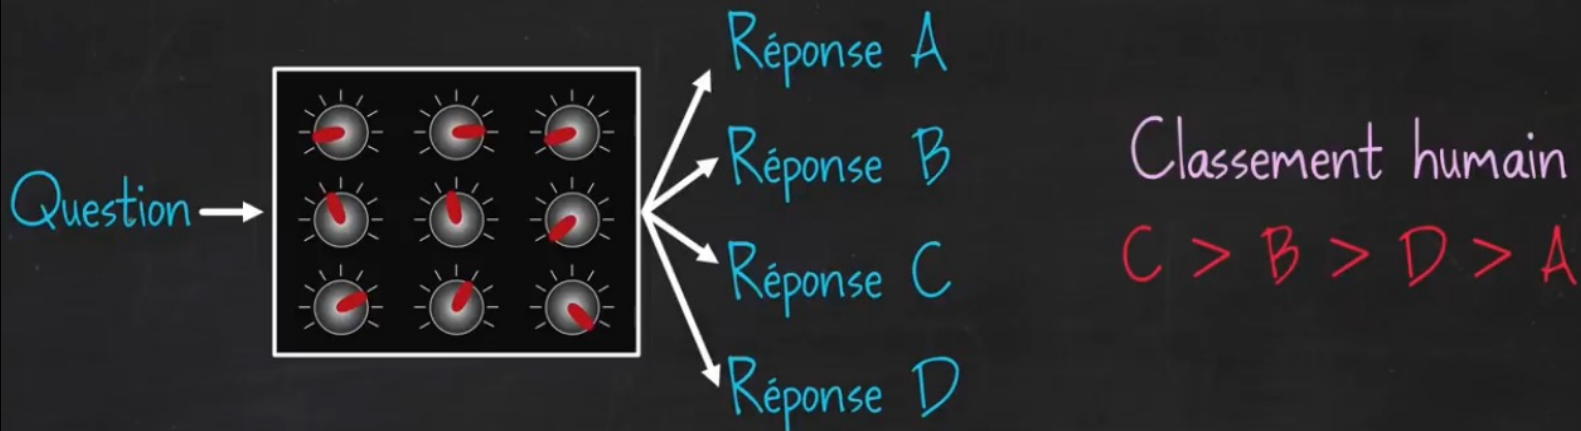 Question
Réponse A
Réponse B
Réponse C
Réponse D
Classement humain
C > B > D > A